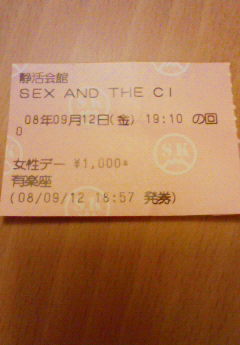 静活会館
SEX AND THE CI
08年09月12日(金) 19:10 の回
0
女性デー ¥1,000*
有楽座
(08/09/12 18:57 発券)
SK
SK